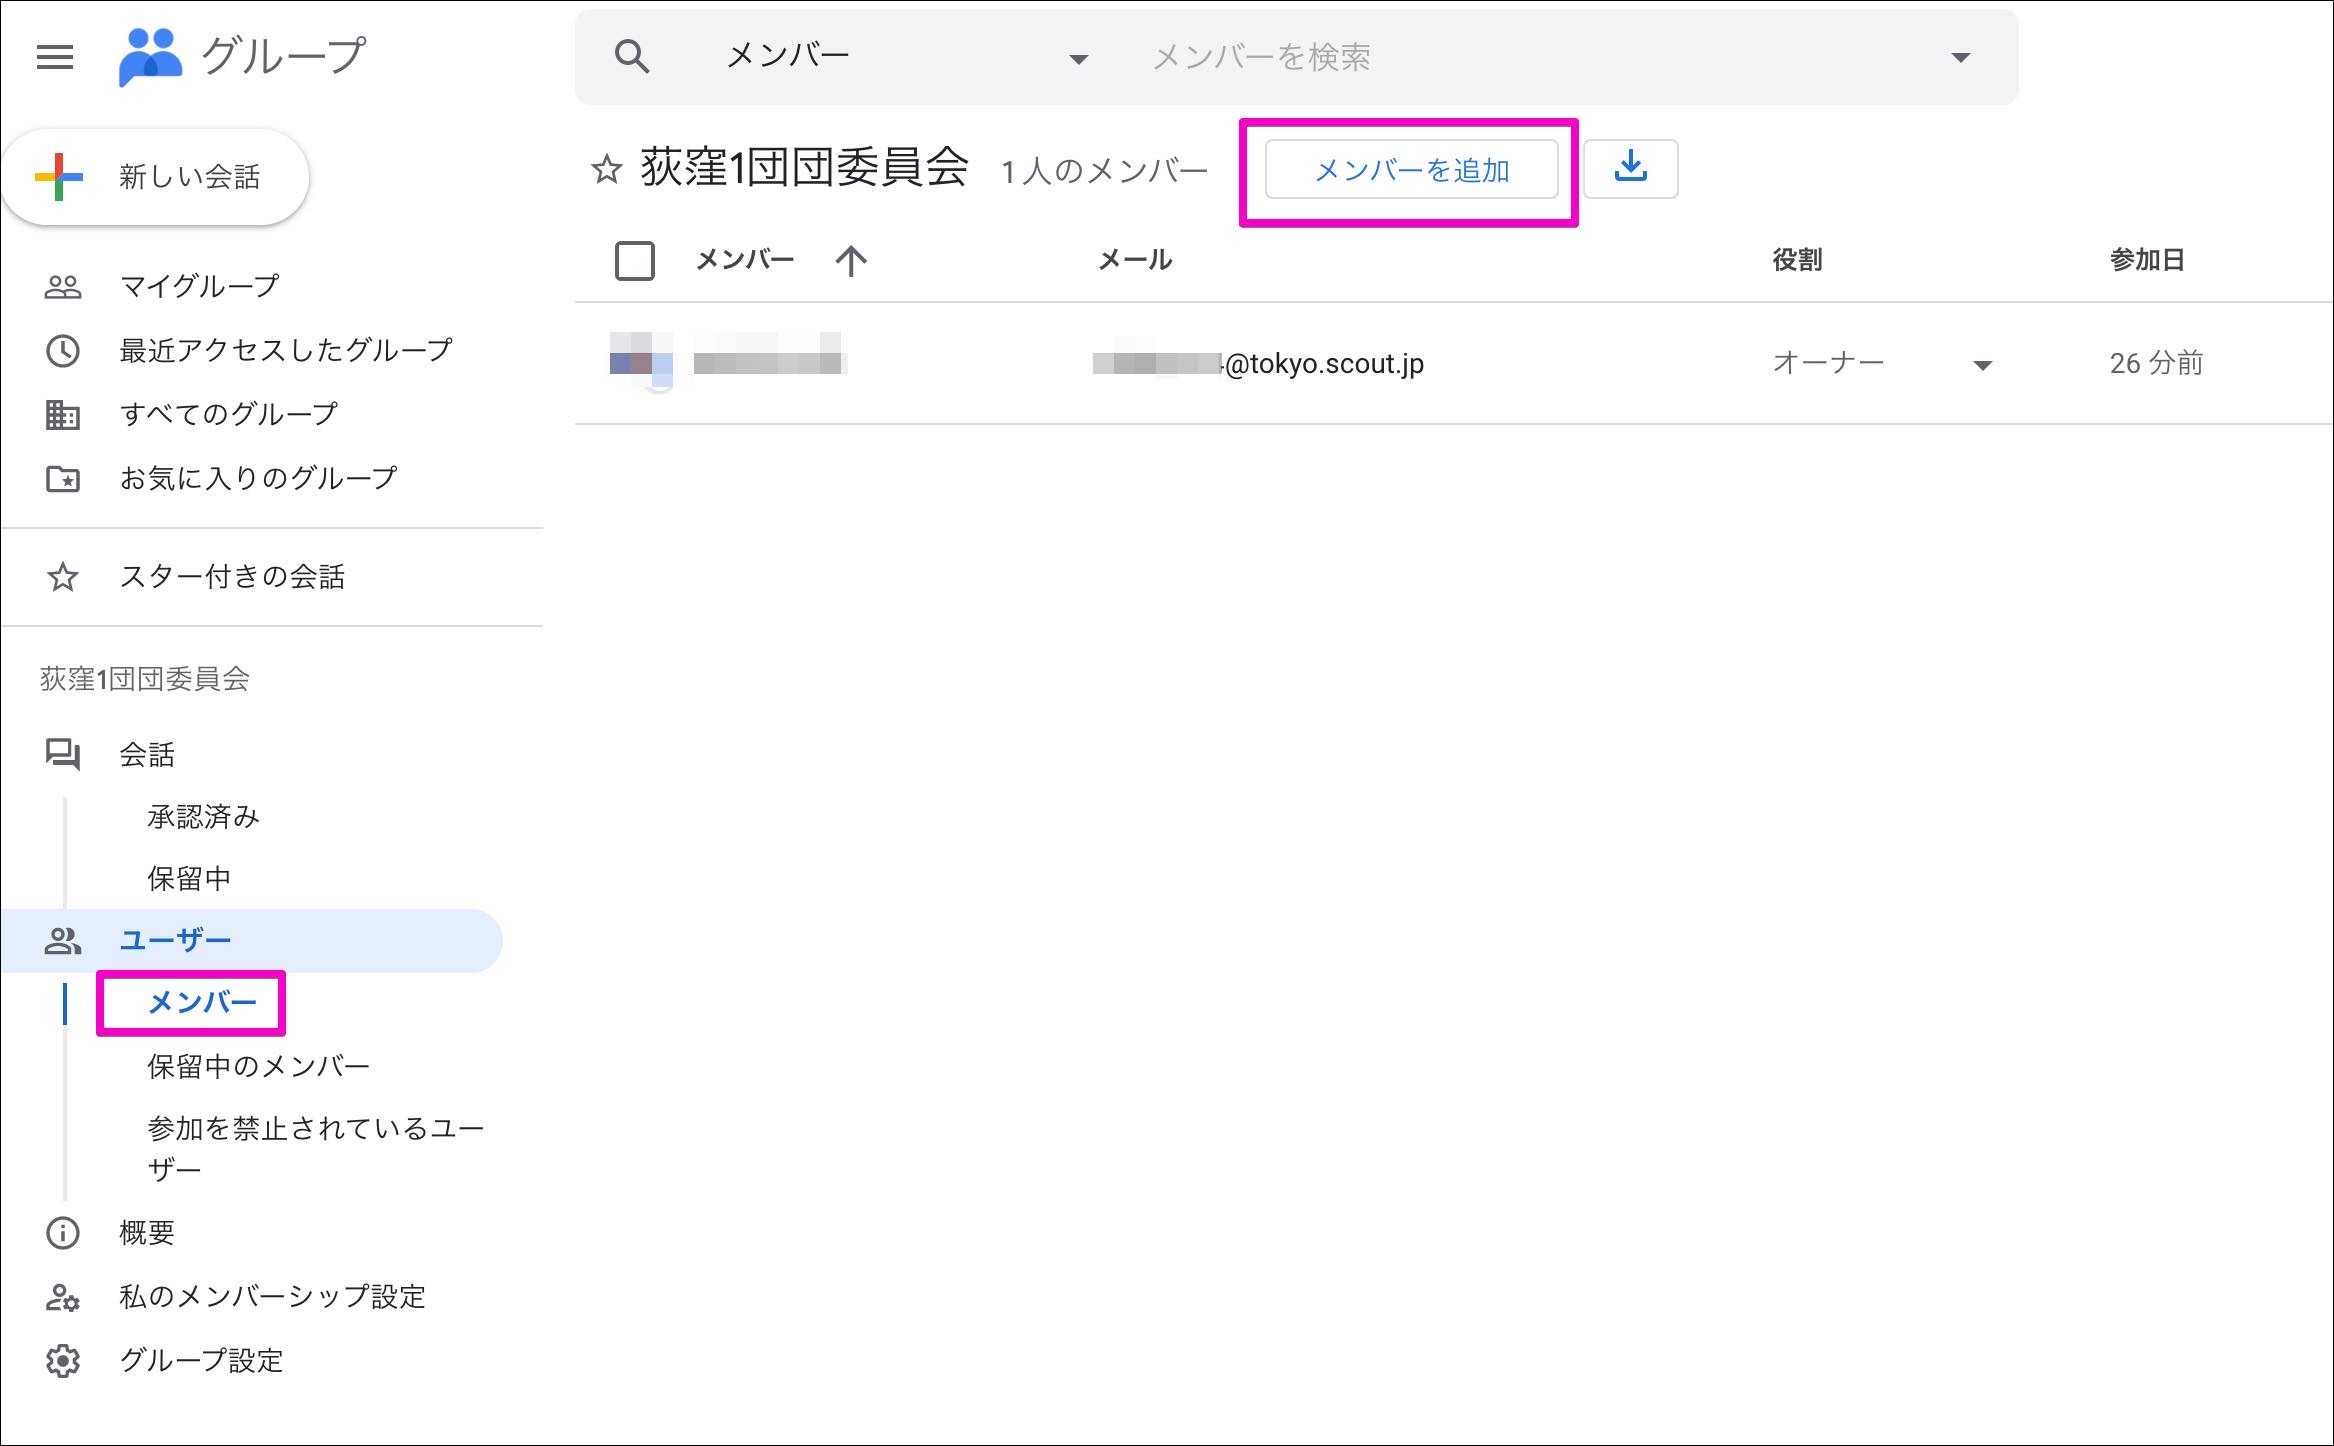 グループ
メンバー
メンバーを検索
新しい会話
荻窪1団団委員会
1 人のメンバー
メンバーを追加
メンバー
メール
役割
参加日
@tokyo.scout.jp
オーナー
26 分前
マイグループ
最近アクセスしたグループ
すべてのグループ
お気に入りのグループ
スター付きの会話
荻窪1団団委員会
会話
承認済み
保留中
ユーザー
メンバー
保留中のメンバー
参加を禁止されているユー
ザー
概要
私のメンバーシップ設定
グループ設定